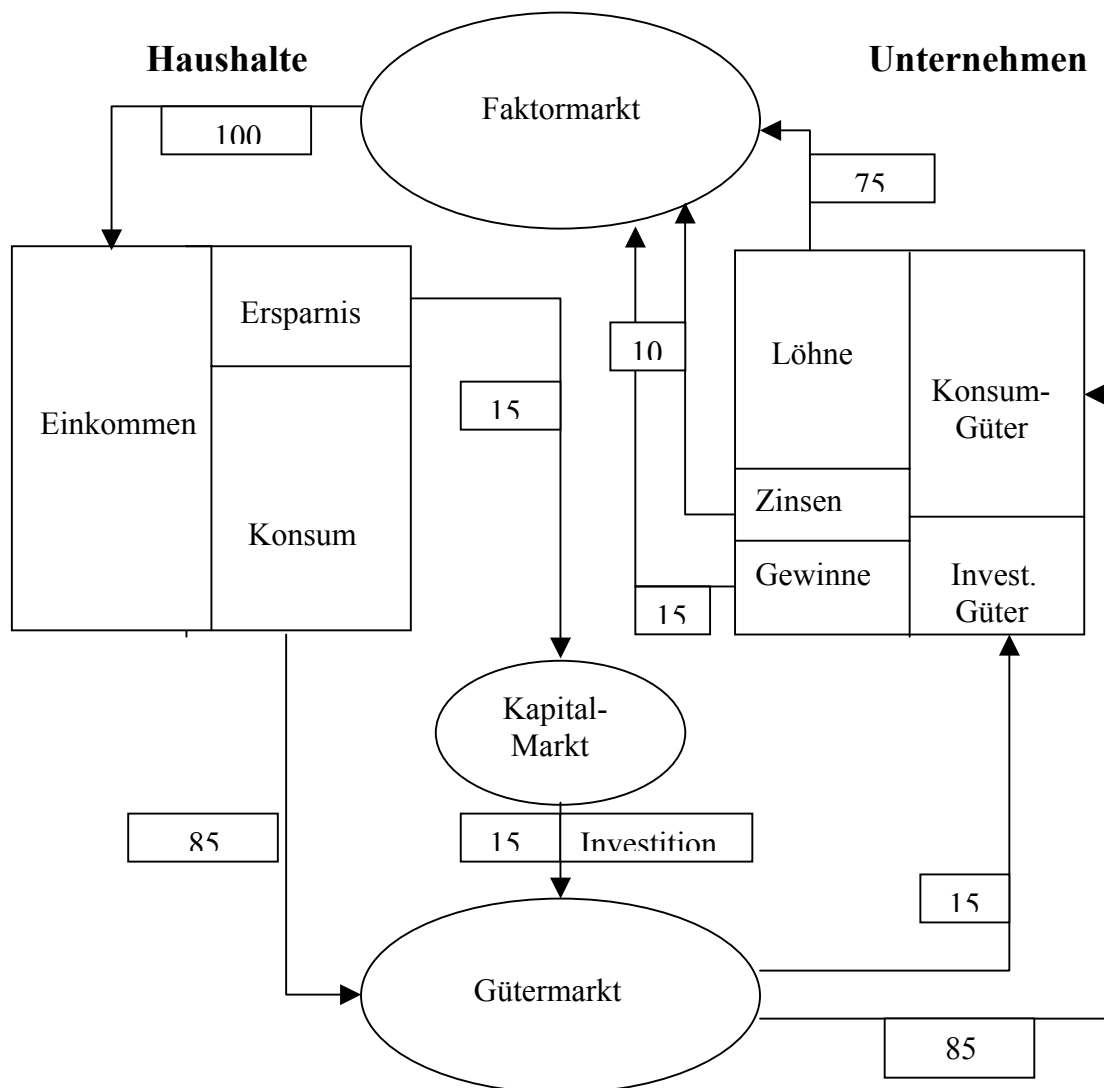 Haushalte
Unternehmen
Faktormarkt
100
75
Ersparnis
Einkommen
Konsum
15
10
Löhne
Konsum-
Güter
Zinsen
Gewinne
Invest.
Güter
15
Kapital-
Markt
85
15 Investition
15
Gütermarkt
85